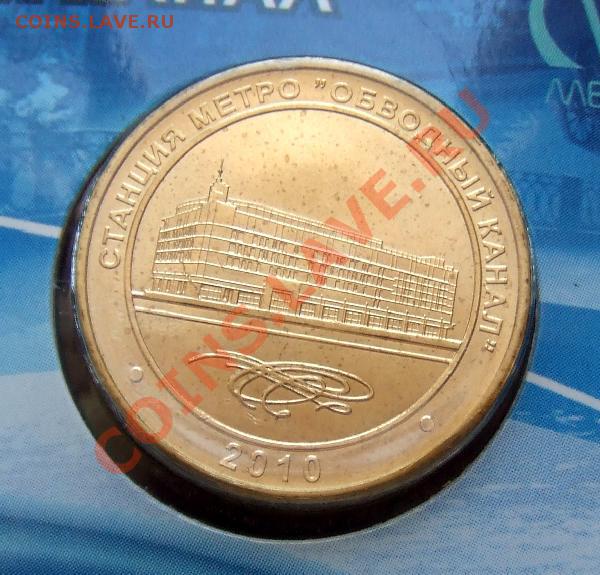 COINS.LAVE.RU
СТАНЦИЯ МЕТРО "ОБВОДНЫЙ КАНАЛ"
COINS.LAVE.RU
2010